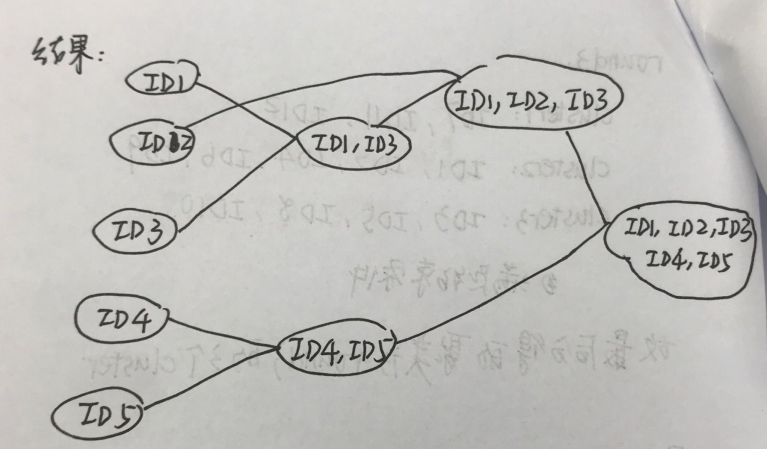 结果:
ID1
ID2
ID3
ID4
ID5
ID1, ID3
ID4, ID5
ID1, ID2, ID3
ID1, ID2, ID3
ID4, ID5